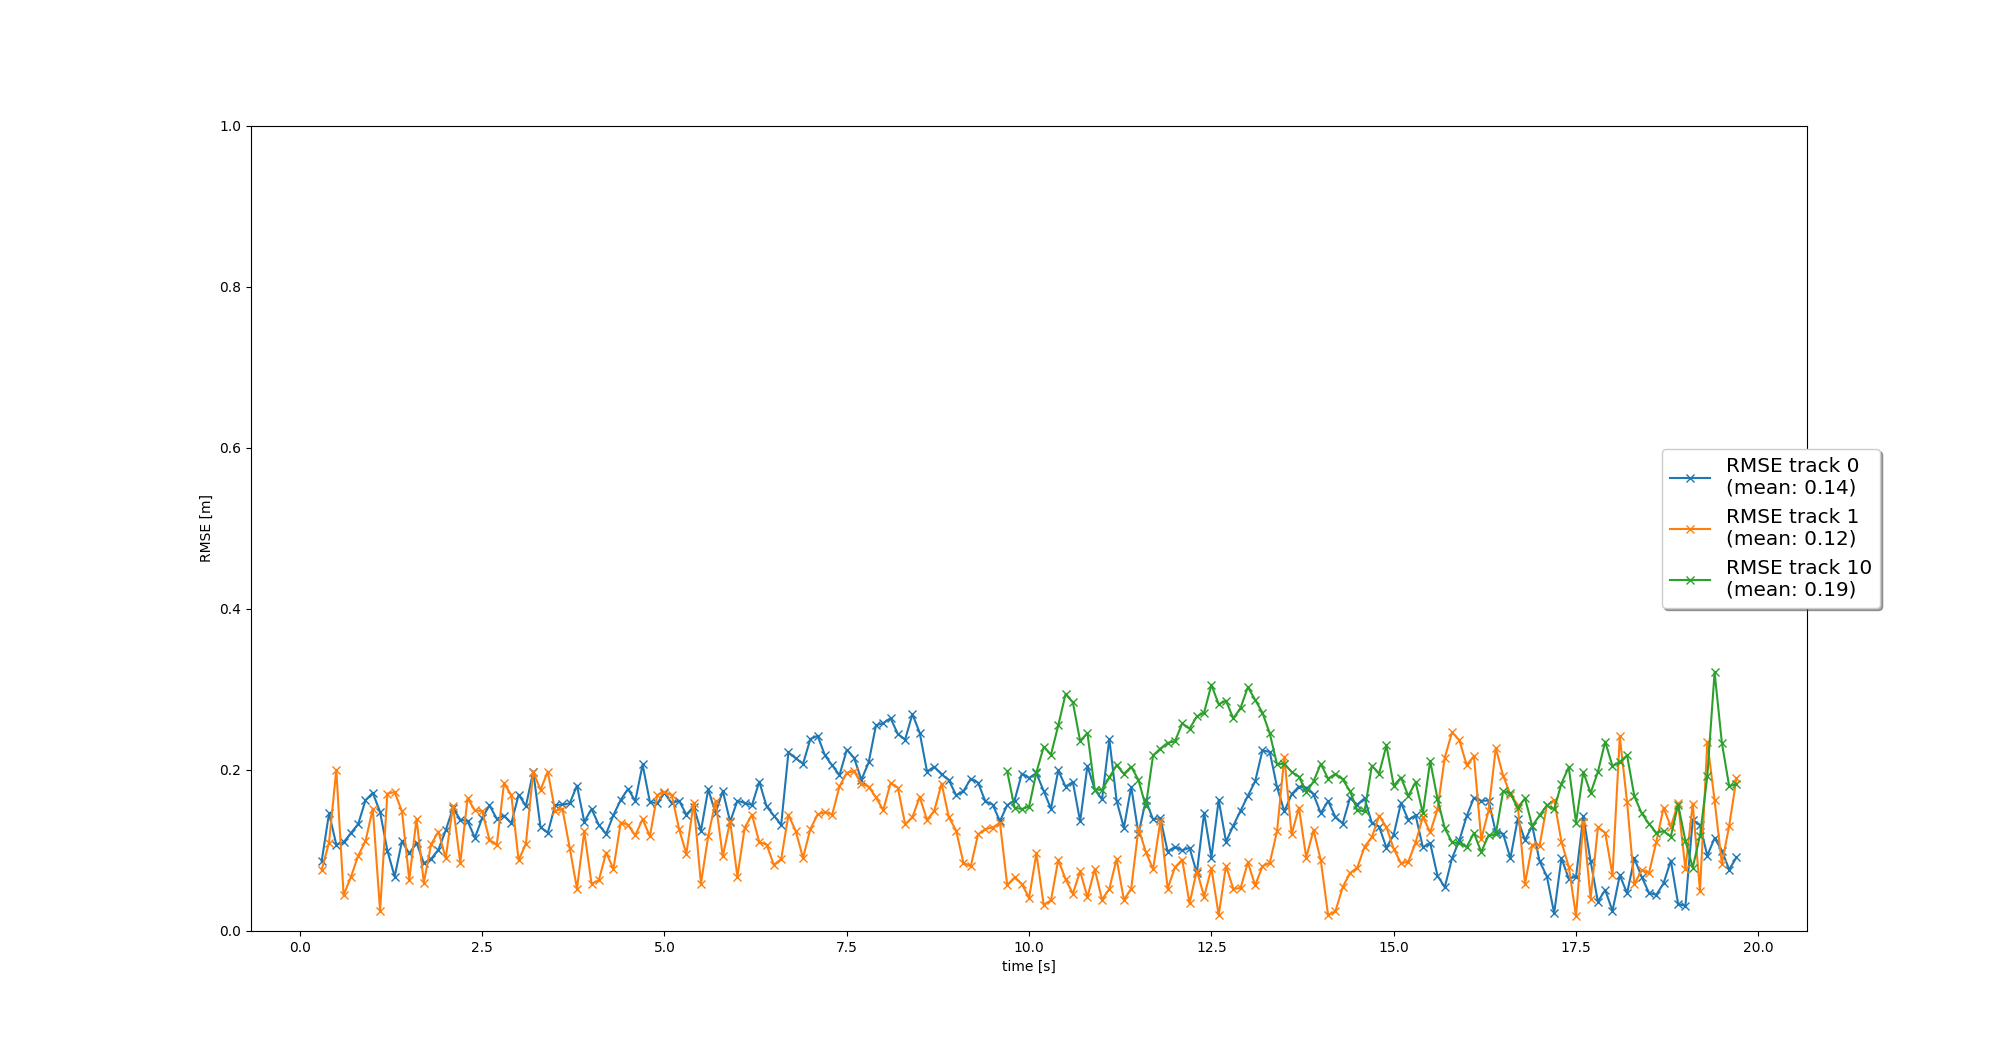 1.0
0.8
0.6
0.4
0.2
0.0
RMSE [m]
0.0 2.5 5.0 7.5 10.0 12.5 15.0 17.5 20.0
time [s]
RMSE track 0
(mean: 0.14)
RMSE track 1
(mean: 0.12)
RMSE track 10
(mean: 0.19)